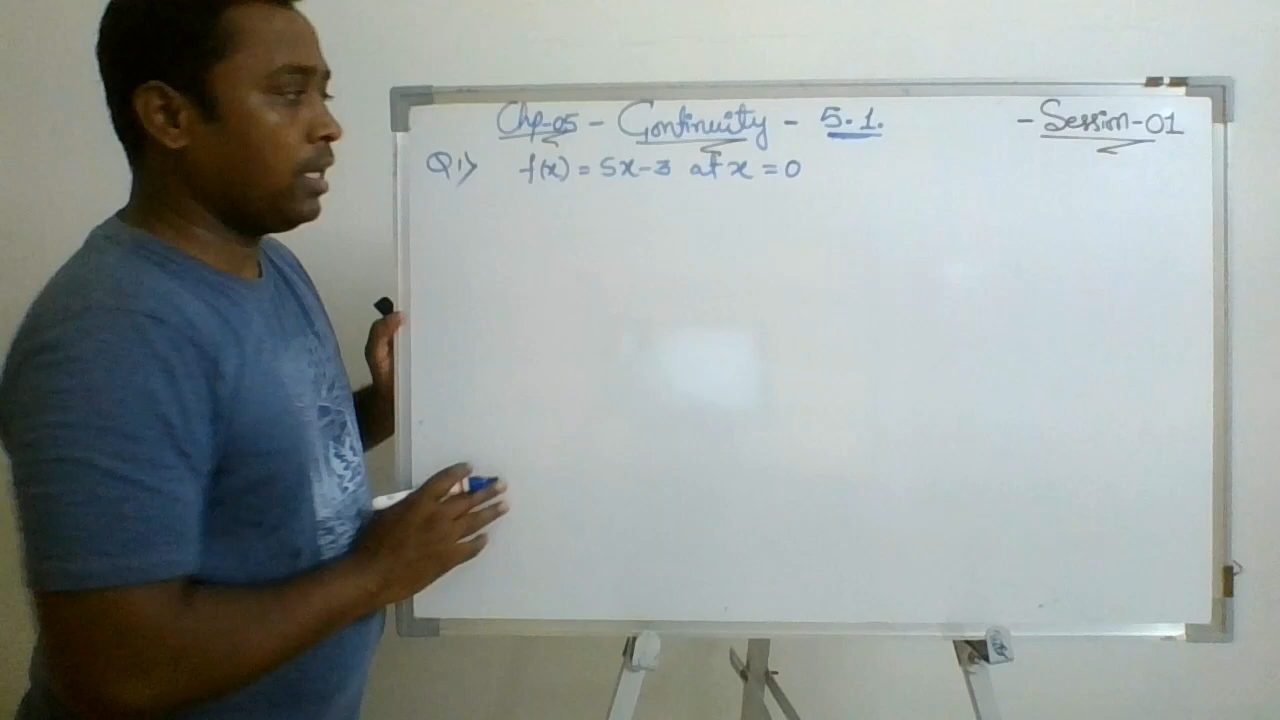 Chp-05 - Continuity - 5.1. - Session-01
Q1) f(x) = 5x-3 at x = 0